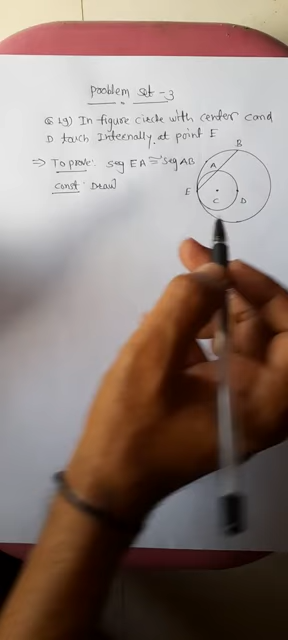 Problem set -3
Q 19) In figure circle with center C and
D touch Internally at point E
⇒ To prove: seg EA ≅ seg AB
const: Draw
B
A
E
C
D